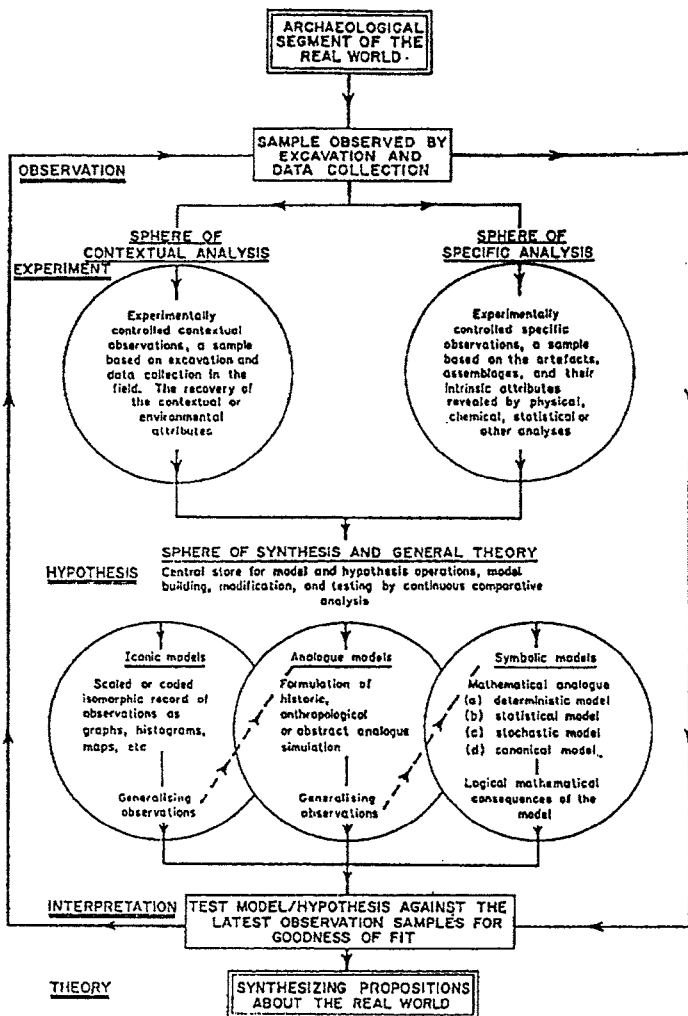 ARCHAEOLOGICAL
SEGMENT OF THE
REAL WORLD.
SAMPLE OBSERVED BY
EXCAVATION AND
DATA COLLECTION
OBSERVATION
SPHERE OF
CONTEXTUAL ANALYSIS
SPHERE OF
SPECIFIC ANALYSIS
EXPERIMENT
Experimentally
controlled contextual
observations, a sample
based on excavation and
data collection in the
field. The recovery of
the contextual or
environmental
attributes
Experimentally
controlled specific
observations, a sample
based on the artefacts,
assemblages, and their
intrinsic attributes
revealed by physical,
chemical, statistical or
other analyses
SPHERE OF SYNTHESIS AND GENERAL THEORY
HYPOTHESIS
Central store for model and hypothesis operations, model
building, modification, and testing by continuous comparative
analysis
Iconic models
Scaled or coded
isomorphic record of
observations as
graphs, histograms,
maps, etc
Generalising
observations
Analogue models
Formulation of
historic,
anthropological
or abstract analogue
simulation
Generalising
observations
Symbolic models
Mathematical analogue
(a) deterministic model
(b) statistical model
(c) stochastic model
(d) canonical model.
Logical mathematical
consequences of the
model
INTERPRETATION
TEST MODEL/HYPOTHESIS AGAINST THE
LATEST OBSERVATION SAMPLES FOR
GOODNESS OF FIT
THEORY
SYNTHESIZING PROPOSITIONS
ABOUT THE REAL WORLD